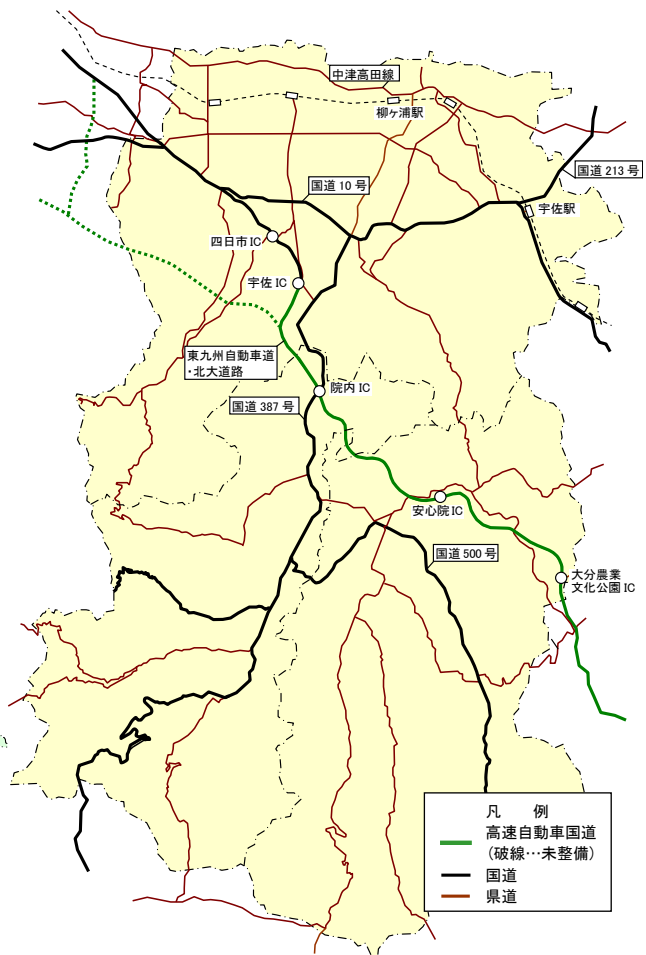 中津高田線
柳ヶ浦駅
国道 213 号
国道 10 号
宇佐駅
四日市 IC
宇佐 IC
東九州自動車道
・北大道路
院内 IC
国道 387 号
安心院 IC
国道 500 号
大分農業
文化公園 IC
凡 例
高速自動車国道
(破線…未整備)
国道
県道